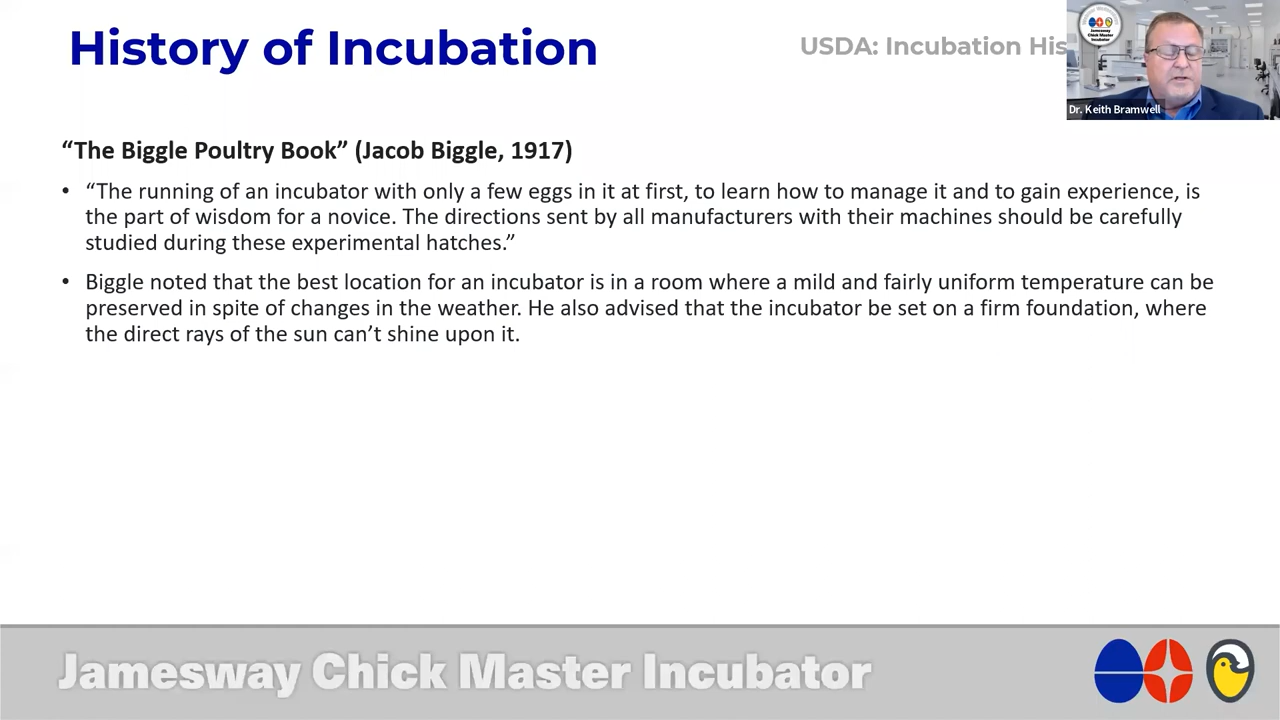 History of Incubation
USDA: Incubation His
Dr. Keith Bramwell
“The Biggle Poultry Book” (Jacob Biggle, 1917)
• “The running of an incubator with only a few eggs in it at first, to learn how to manage it and to gain experience, is
the part of wisdom for a novice. The directions sent by all manufacturers with their machines should be carefully
studied during these experimental hatches.”
• Biggle noted that the best location for an incubator is in a room where a mild and fairly uniform temperature can be
preserved in spite of changes in the weather. He also advised that the incubator be set on a firm foundation, where
the direct rays of the sun can’t shine upon it.
Jamesway Chick Master Incubator